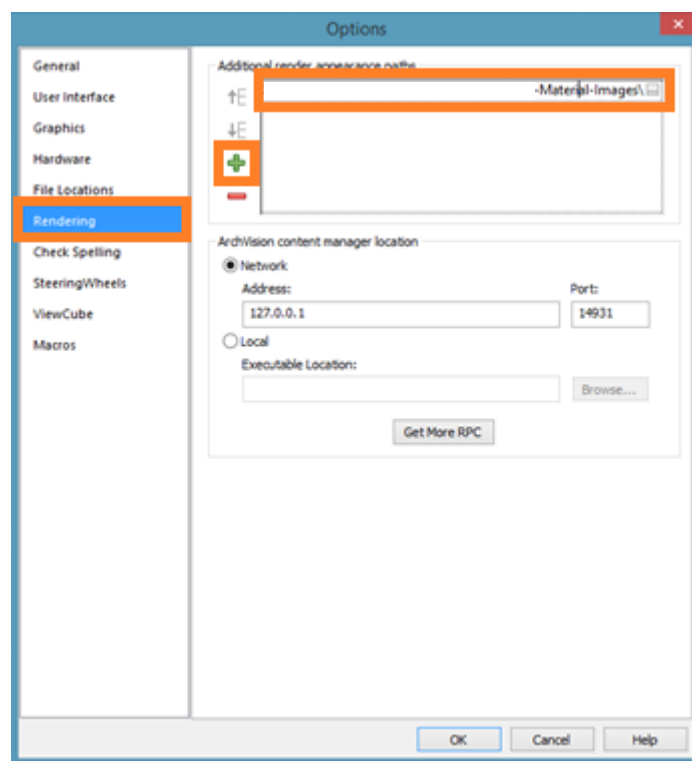 Options
General
User Interface
Graphics
Hardware
File Locations
Rendering
Check Spelling
SteeringWheels
ViewCube
Macros
Additional render appearance paths
-Material-Images\
ArchVision content manager location
Network
Address:
Port:
127.0.0.1
14931
Local
Executable Location:
Browse...
Get More RPC
OK
Cancel
Help